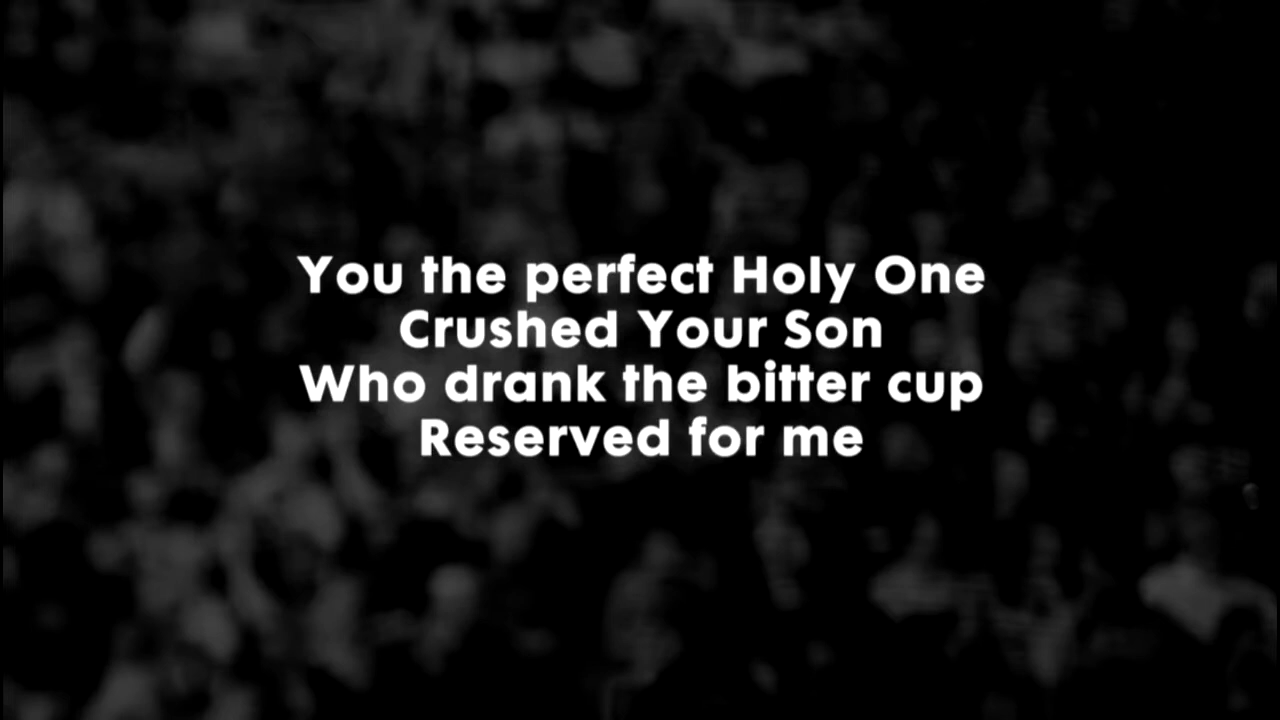 You the perfect Holy One
Crushed Your Son
Who drank the bitter cup
Reserved for me